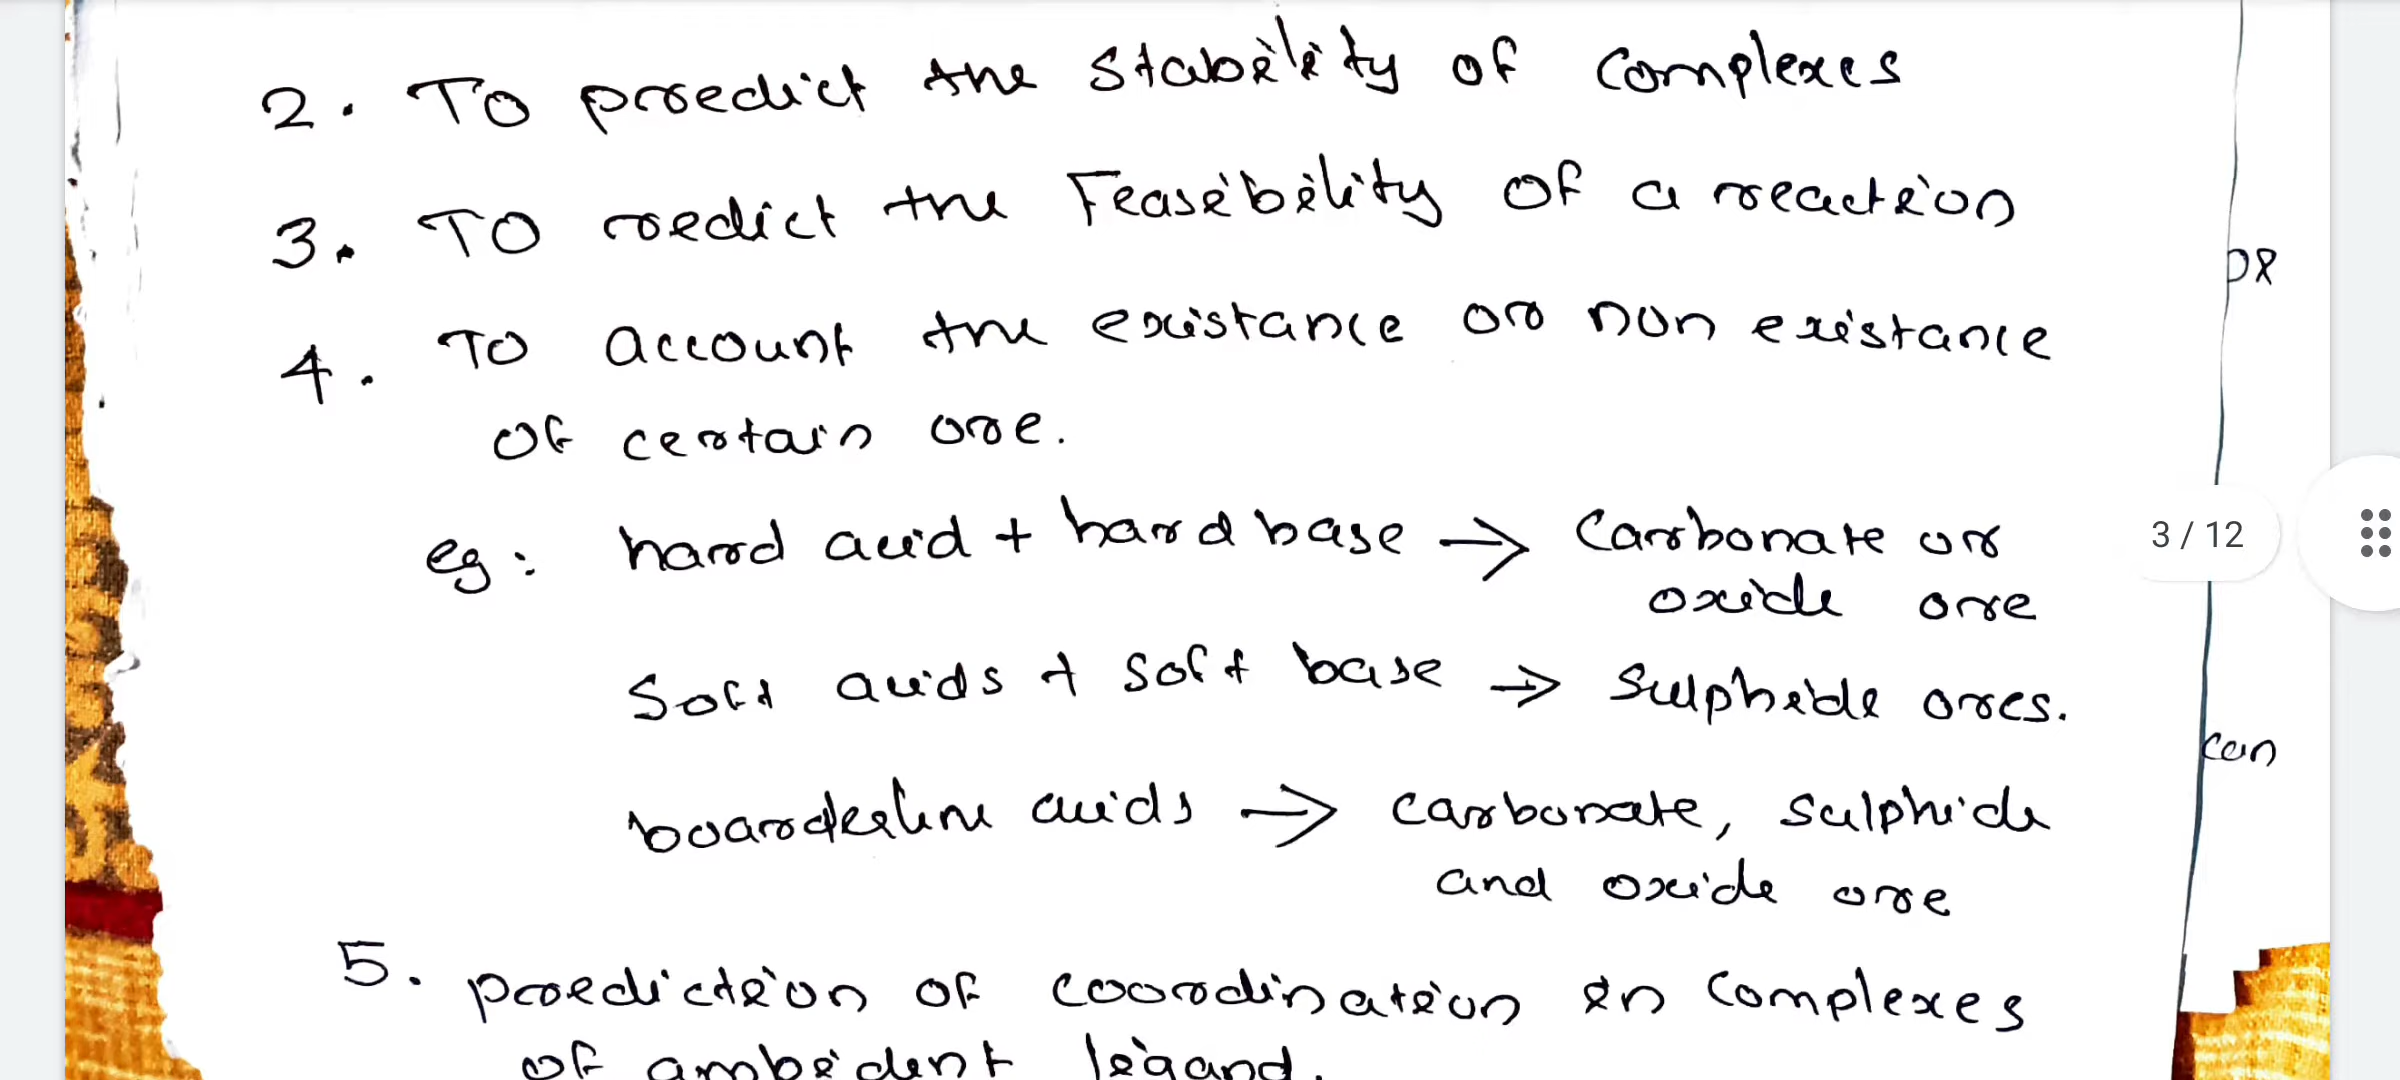 2. To predict the stability of complexes
3. To redict the Feasibility of a reaction
4. To account the existance or non existance
of certain ore.
eg: hard acid + hard base → Carbonate or
oxide ore
3 / 12
Soft acids + soft base → Sulphide ores.
boarderline acids → carbonate, sulphide
and oxide ore
5. prediction of coordination in complexes
of ambident ligand.